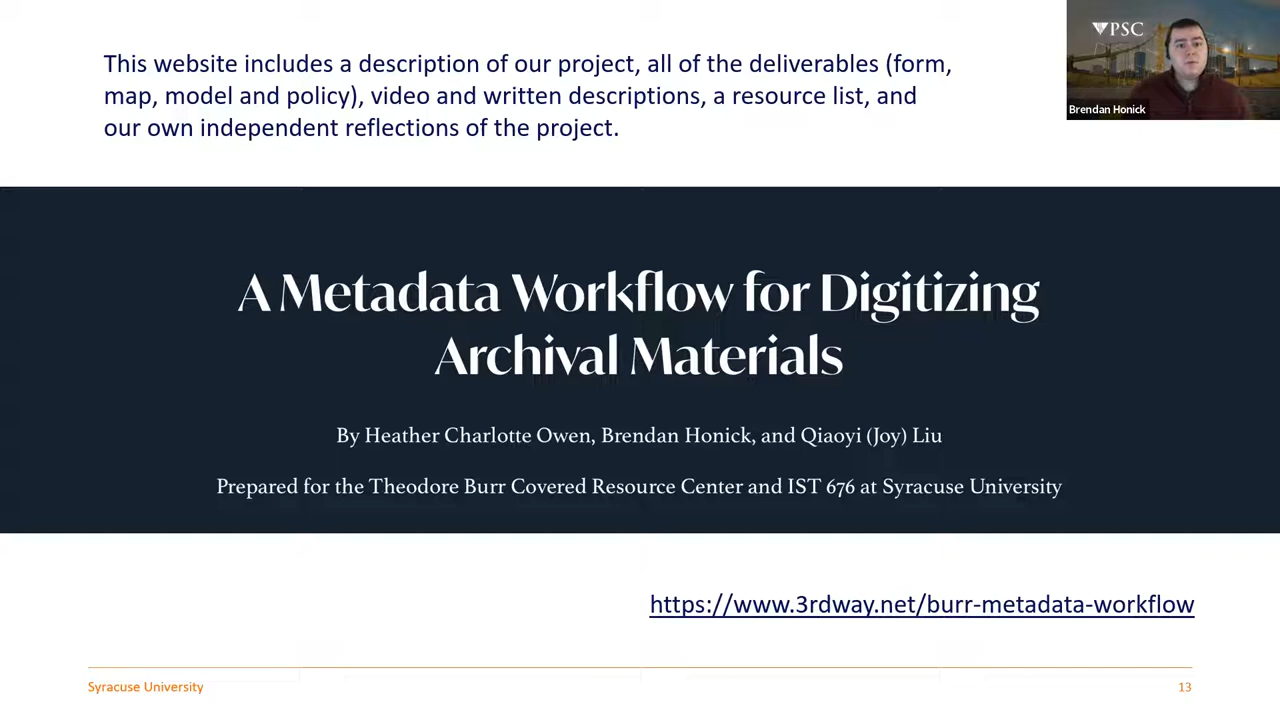 This website includes a description of our project, all of the deliverables (form,
map, model and policy), video and written descriptions, a resource list, and
our own independent reflections of the project.
PSC
Brendan Honick
A Metadata Workflow for Digitizing
Archival Materials
By Heather Charlotte Owen, Brendan Honick, and Qiaoyi (Joy) Liu
Prepared for the Theodore Burr Covered Resource Center and IST 676 at Syracuse University
https://www.3rdway.net/burr-metadata-workflow
Syracuse University
13